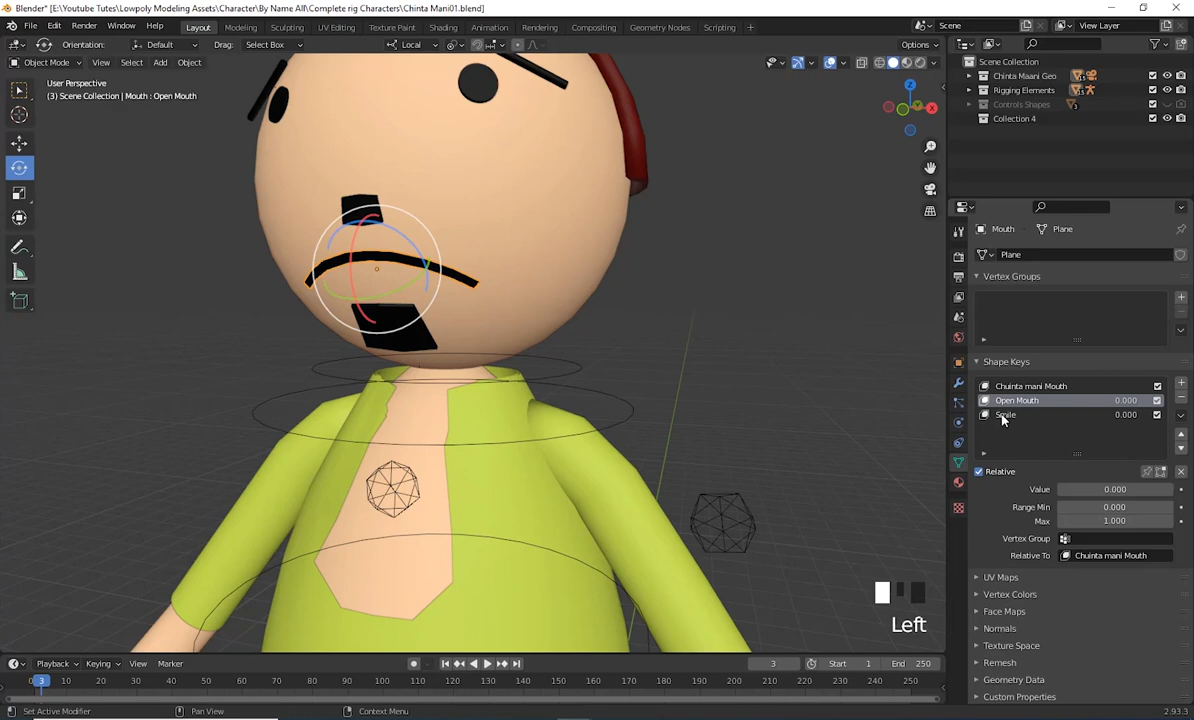 Blender* [E:\Youtube Tutes\Lowpoly Modeling Assets\Character\By Name All\Complete rig Characters\Chinta Mani01.blend]
File Edit Render Window Help Layout Modeling Sculpting UV Editing Texture Paint Shading Animation Rendering Compositing Geometry Nodes Scripting + Scene View Layer
Orientation: Default Drag: Select Box Local Options
Object Mode View Select Add Object
User Perspective
(3) Scene Collection | Mouth : Open Mouth
Z
X
Y
Scene Collection
Chinta Maani Geo
Rigging Elements
Controls Shapes
Collection 4
Mouth Plane
Plane
Vertex Groups
Shape Keys
Chuinta mani Mouth
Open Mouth 0.000
Smile 0.000
Relative
Value 0.000
Range Min 0.000
Max 1.000
Vertex Group
Relative To Chuinta mani Mouth
UV Maps
Vertex Colors
Face Maps
Normals
Texture Space
Remesh
Geometry Data
Custom Properties
Left
Playback Keying View Marker 3 Start 1 End 250
0 3 10 20 30 40 50 60 70 80 90 100 110 120 130 140 150 160 170 180 190 200 210 220 230 240 250
Set Active Modifier Pan View Context Menu 2.93.3